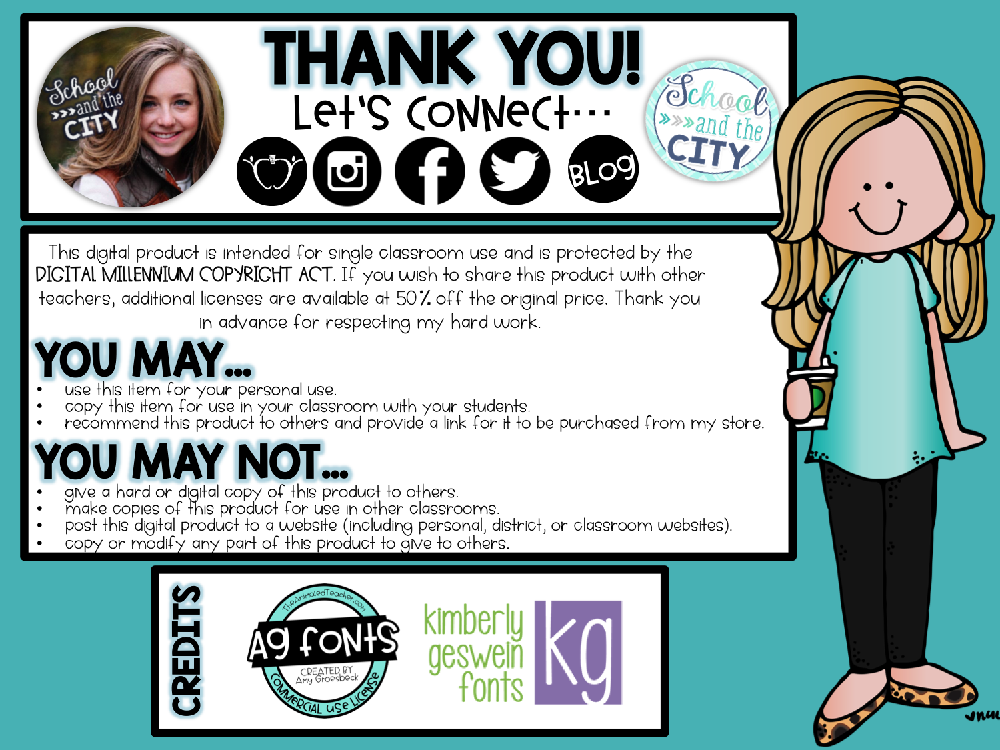 THANK YOU!
Let's connect...
School
and the
CITY
BLog
School
and the
CITY
This digital product is intended for single classroom use and is protected by the
DIGITAL MILLENNIUM COPYRIGHT ACT. If you wish to share this product with other
teachers, additional licenses are available at 50% off the original price. Thank you
in advance for respecting my hard work.
YOU MAY...
• use this item for your personal use.
• copy this item for use in your classroom with your students.
• recommend this product to others and provide a link for it to be purchased from my store.
YOU MAY NOT...
• give a hard or digital copy of this product to others.
• make copies of this product for use in other classrooms.
• post this digital product to a website (including personal, district, or classroom websites).
• copy or modify any part of this product to give to others.
CREDITS
TheAnimatedTeacher.com
AG FONTS
CREATED BY
Amy Groesbeck
COMMERCIAL USE LICENSE
kimberly
geswein
fonts
kg